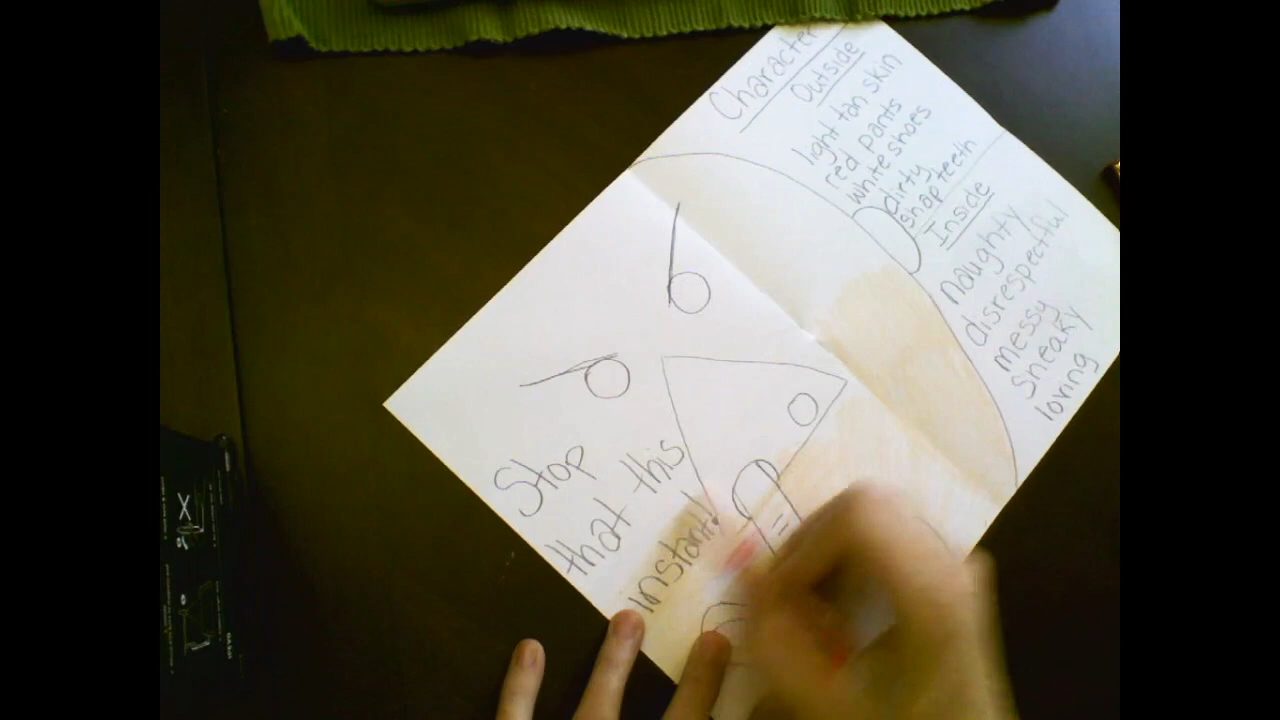 Character
Outside
light tan skin
red pants
white shoes
dirty
shap teeth
Inside
naughty
disrespectful
messy
Sneaky
loving
Stop
that this
instant!